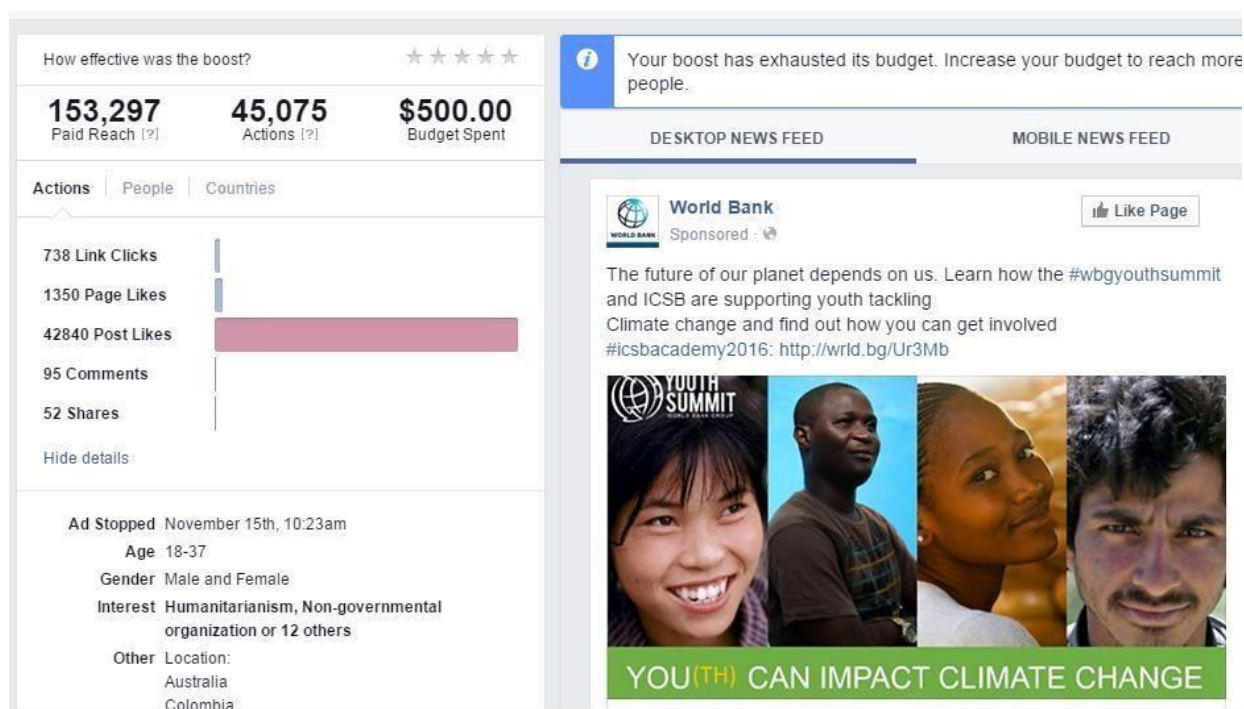 How effective was the boost?
153,297
Paid Reach [?]
45,075
Actions [?]
$500.00
Budget Spent
Actions
People
Countries
738 Link Clicks
1350 Page Likes
42840 Post Likes
95 Comments
52 Shares
Hide details
Ad Stopped November 15th, 10:23am
Age 18-37
Gender Male and Female
Interest Humanitarianism, Non-governmental
organization or 12 others
Other Location:
Australia
Colombia
Your boost has exhausted its budget. Increase your budget to reach more
people.
DESKTOP NEWS FEED
MOBILE NEWS FEED
WORLD BANK
World Bank
Sponsored ·
Like Page
The future of our planet depends on us. Learn how the #wbgyouthsummit
and ICSB are supporting youth tackling
Climate change and find out how you can get involved
#icsbacademy2016: http://wrld.bg/Ur3Mb
YOUTH
SUMMIT
WORLD BANK GROUP
YOU(TH) CAN IMPACT CLIMATE CHANGE